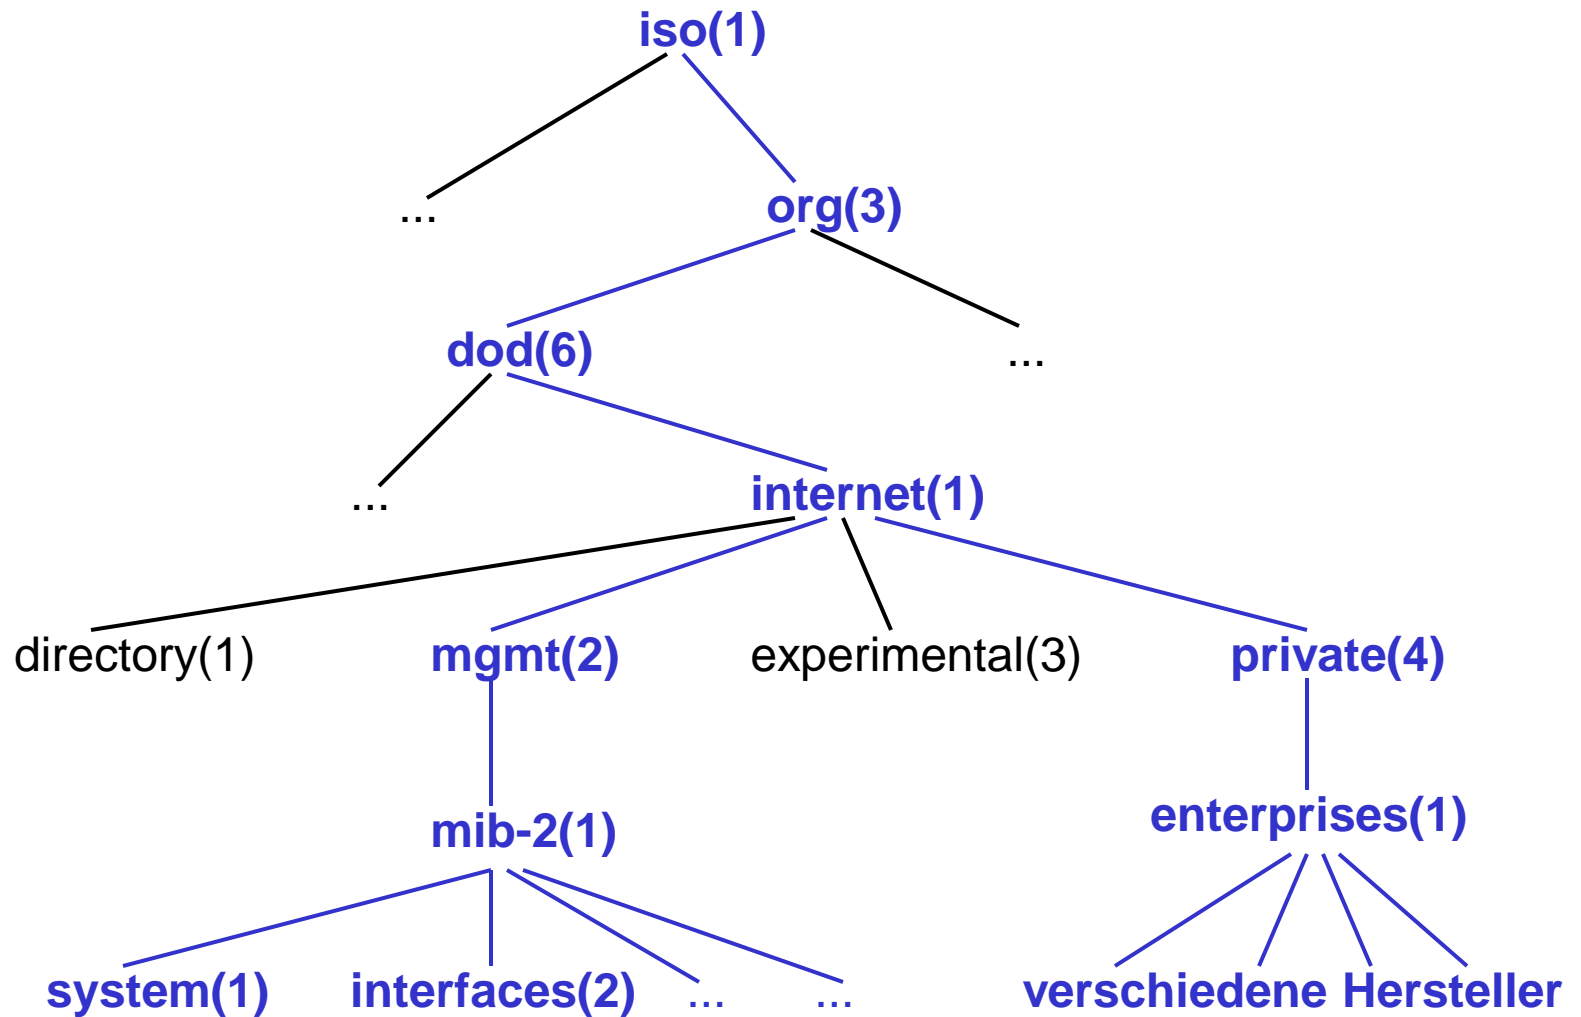 iso(1)
... org(3)
dod(6) ...
... internet(1)
directory(1) mgmt(2) experimental(3) private(4)
mib-2(1) enterprises(1)
system(1) interfaces(2) ... ... verschiedene Hersteller